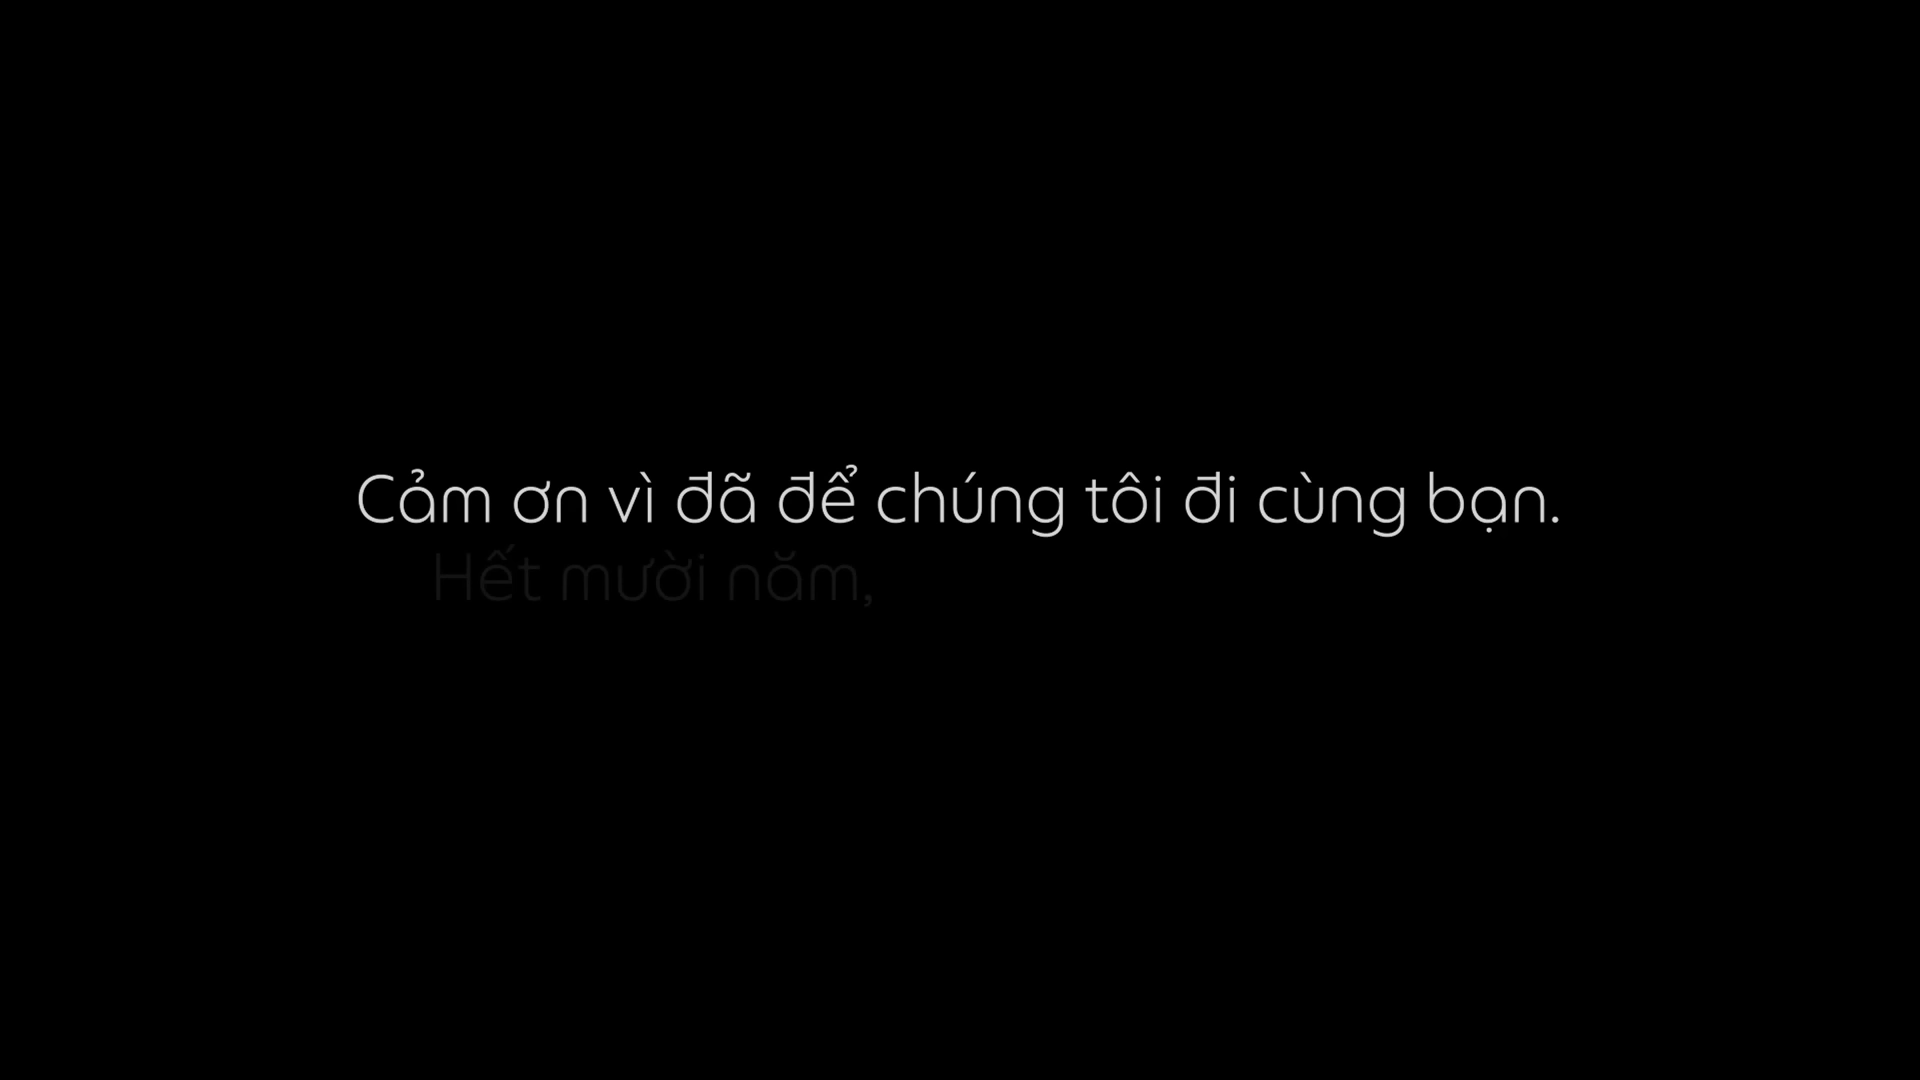 Cảm ơn vì đã để chúng tôi đi cùng bạn.
Hết mười năm,